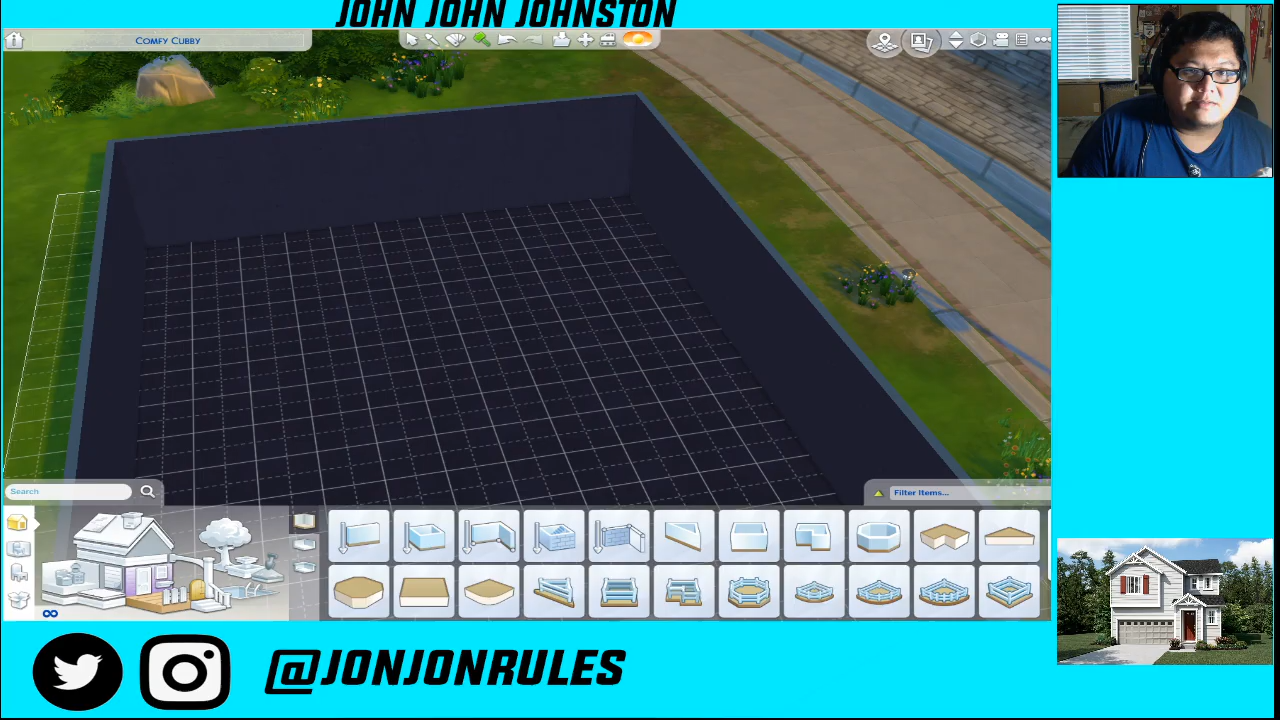 JOHN JOHN JOHNSTON
COMFY CUBBY
Search
Filter Items...
@JONJONRULES